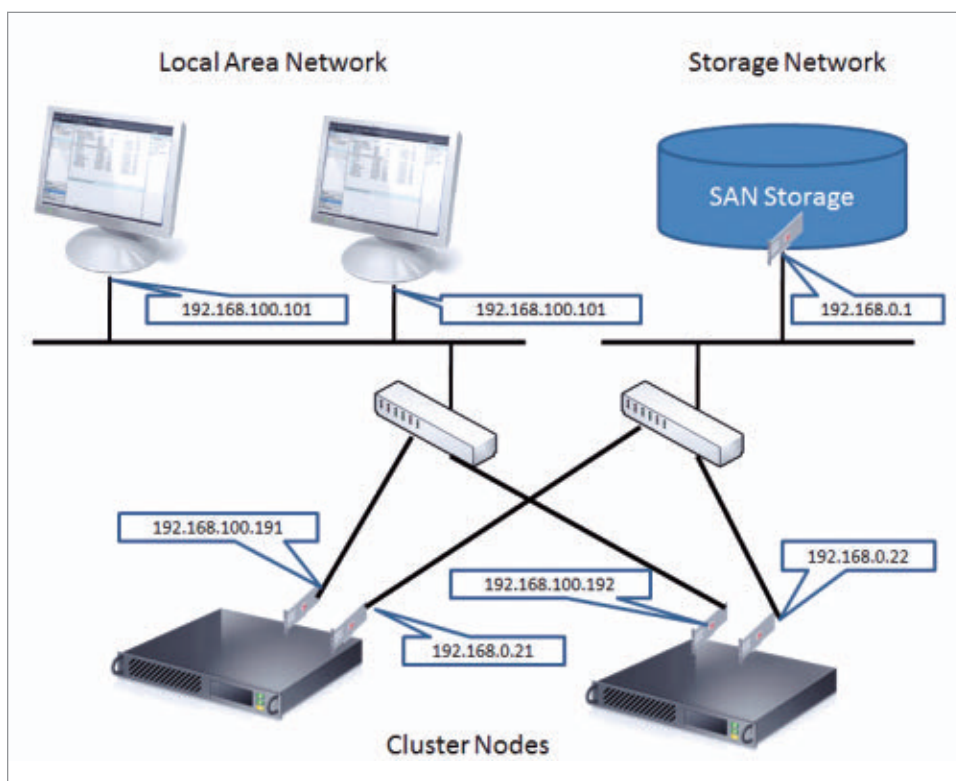 Local Area Network
Storage Network
SAN Storage
192.168.100.101
192.168.100.101
192.168.0.1
192.168.100.191
192.168.0.22
192.168.100.192
192.168.0.21
Cluster Nodes